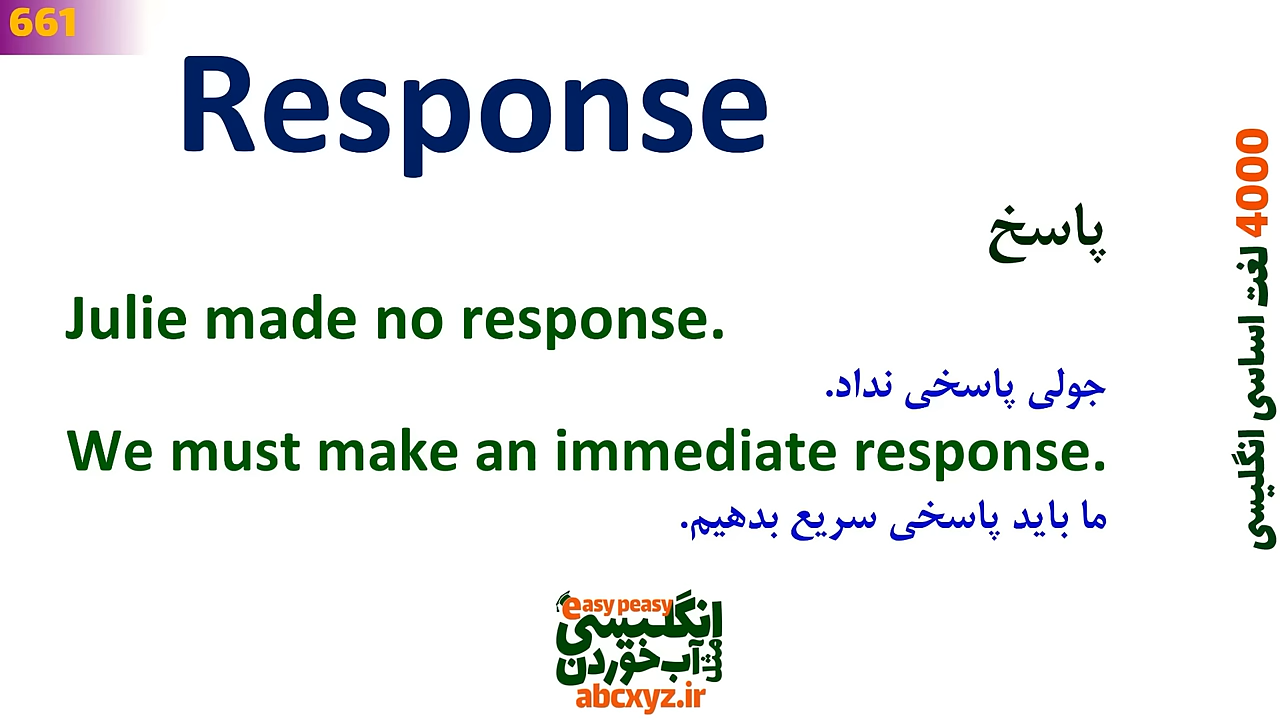 661
Response
پاسخ
Julie made no response.
جولی پاسخی نداد.
We must make an immediate response.
ما باید پاسخی سریع بدهیم.
4000 لغت اساسی انگلیسی
easy peasy
انگلیسی
مثل آب خوردن
abcxyz.ir